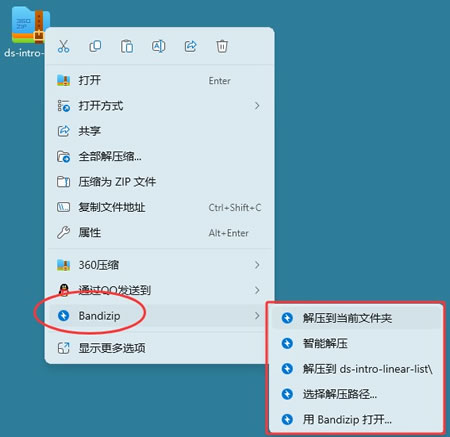 360
ZIP
ds-intro-
打开 Enter
打开方式
共享
全部解压缩...
压缩为 ZIP 文件
复制文件地址 Ctrl+Shift+C
属性 Alt+Enter
360压缩
通过QQ发送到
Bandizip
显示更多选项
解压到当前文件夹
智能解压
解压到 ds-intro-linear-list\
选择解压路径...
用 Bandizip 打开...